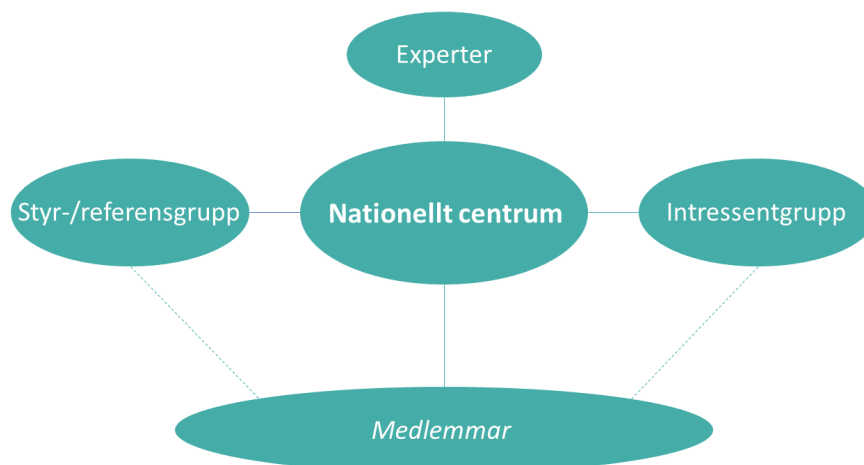 Experter
Styr-/referensgrupp
Nationellt centrum
Intressentgrupp
Medlemmar